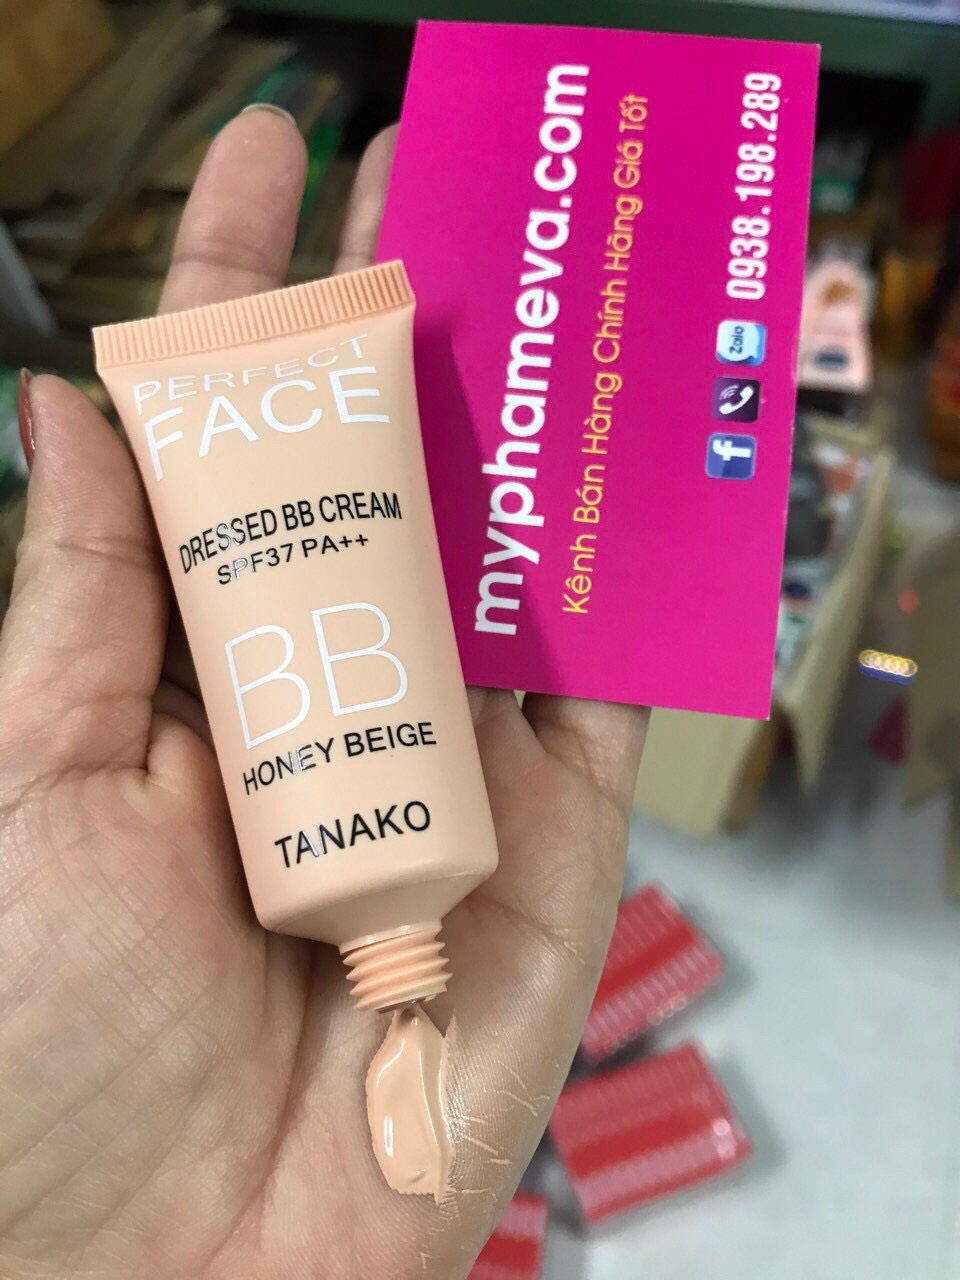 PERFECT
FACE
DRESSED BB CREAM
SPF37 PA++
BB
HONEY BEIGE
TANAKO
myphameva.com
Kênh Bán Hàng Chính Hãng Giá Tốt
f Zalo 0938.198.289